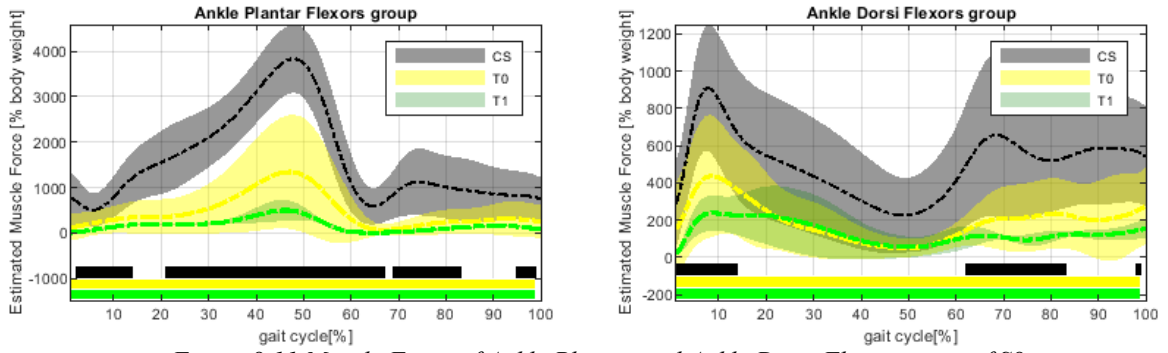 Ankle Plantar Flexors group
Estimated Muscle Force [% body weight]
4000
3000
2000
1000
0
-1000
CS
T0
T1
10 20 30 40 50 60 70 80 90 100
gait cycle[%]
Ankle Dorsi Flexors group
Estimated Muscle Force [% body weight]
1200
1000
800
600
400
200
0
-200
CS
T0
T1
10 20 30 40 50 60 70 80 90 100
gait cycle[%]